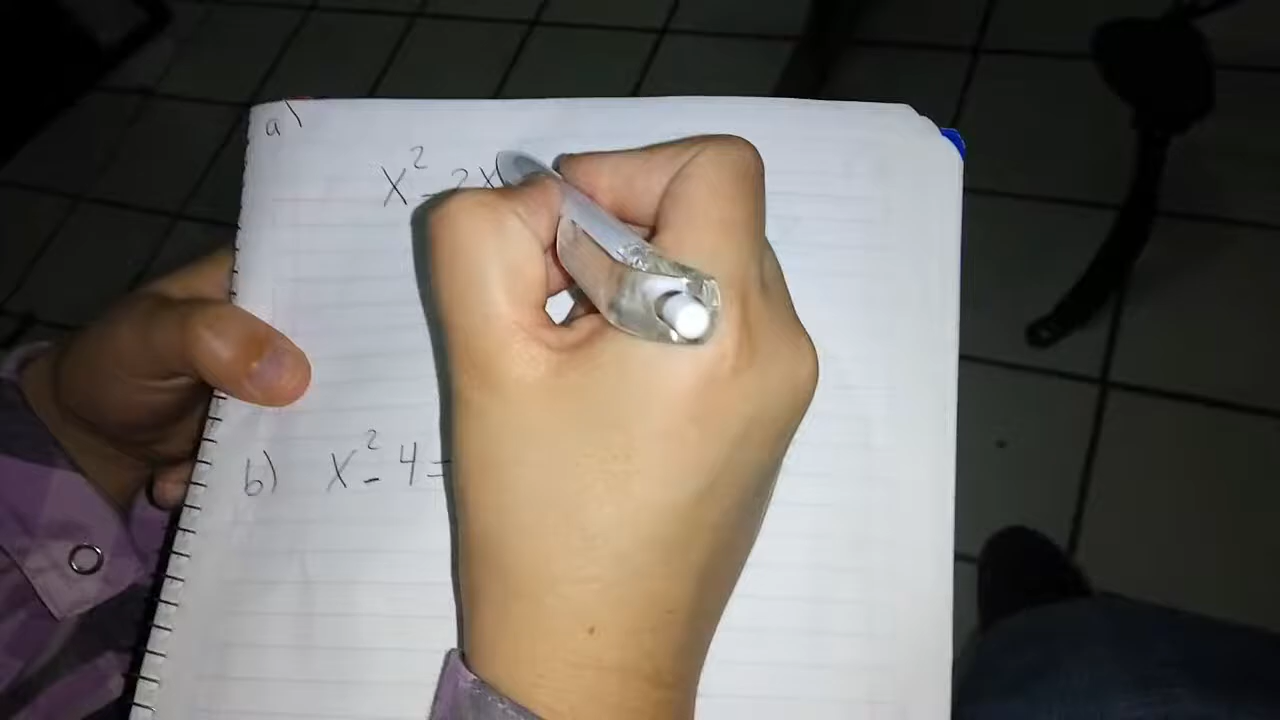 a)
x² - 2x
b) x² - 4 =